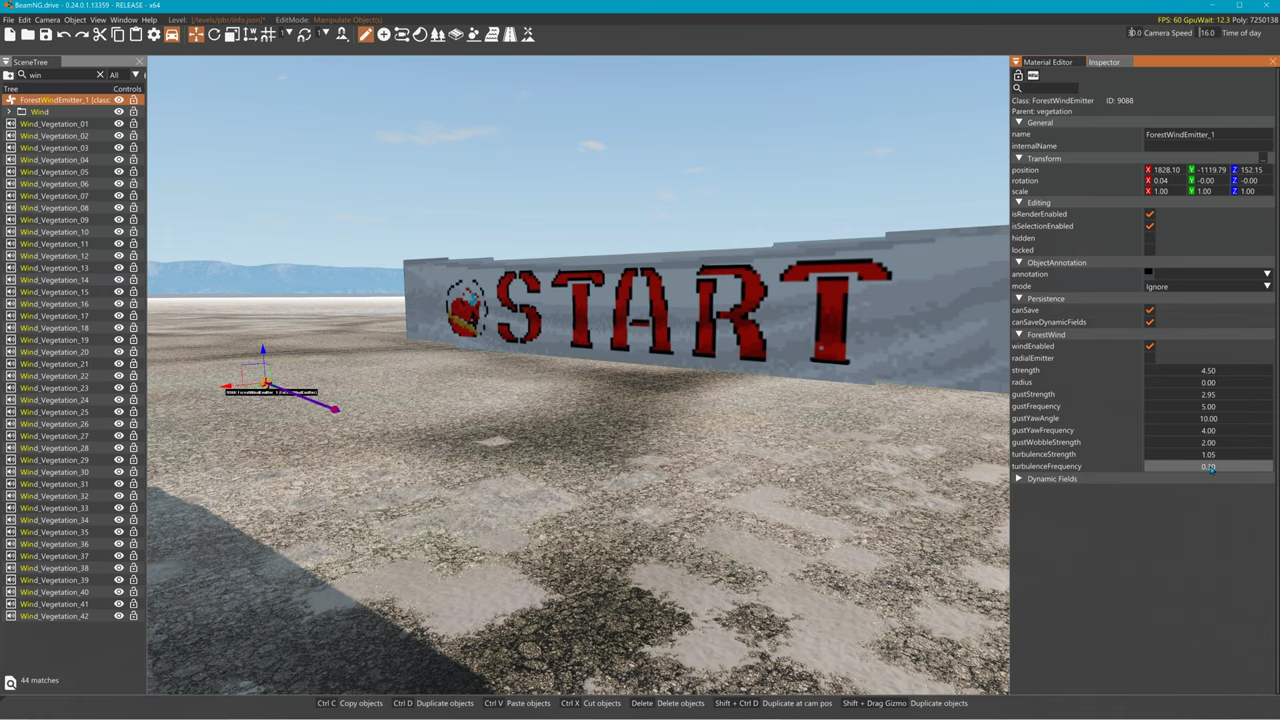 BeamNG.drive - 0.24.0.1.13359 - RELEASE - x64
File Edit Camera Object View Window Help Level: [/levels/pbr/info.json]* EditMode: Manipulate Object(s)
FPS: 60 GpuWait: 12.3 Poly: 7250138
30.0 Camera Speed 16.0 Time of day
SceneTree
win All
Tree Controls
ForestWindEmitter_1 [class:
Wind
Wind_Vegetation_01
Wind_Vegetation_02
Wind_Vegetation_03
Wind_Vegetation_04
Wind_Vegetation_05
Wind_Vegetation_06
Wind_Vegetation_07
Wind_Vegetation_08
Wind_Vegetation_09
Wind_Vegetation_10
Wind_Vegetation_11
Wind_Vegetation_12
Wind_Vegetation_13
Wind_Vegetation_14
Wind_Vegetation_15
Wind_Vegetation_16
Wind_Vegetation_17
Wind_Vegetation_18
Wind_Vegetation_19
Wind_Vegetation_20
Wind_Vegetation_21
Wind_Vegetation_22
Wind_Vegetation_23
Wind_Vegetation_24
Wind_Vegetation_25
Wind_Vegetation_26
Wind_Vegetation_27
Wind_Vegetation_28
Wind_Vegetation_29
Wind_Vegetation_30
Wind_Vegetation_31
Wind_Vegetation_32
Wind_Vegetation_33
Wind_Vegetation_34
Wind_Vegetation_35
Wind_Vegetation_36
Wind_Vegetation_37
Wind_Vegetation_38
Wind_Vegetation_39
Wind_Vegetation_40
Wind_Vegetation_41
Wind_Vegetation_42
44 matches
START
9088: ForestWindEmitter_1 (ForestWindEmitter)
Material Editor Inspector
Class: ForestWindEmitter ID: 9088
Parent: vegetation
General
name ForestWindEmitter_1
internalName
Transform ...
position X 1828.10 Y -1119.79 Z 152.15
rotation X 0.04 Y -0.00 Z -0.00
scale X 1.00 Y 1.00 Z 1.00
Editing
isRenderEnabled
isSelectionEnabled
hidden
locked
ObjectAnnotation
annotation
mode Ignore
Persistence
canSave
canSaveDynamicFields
ForestWind
windEnabled
radialEmitter
strength 4.50
radius 0.00
gustStrength 2.95
gustFrequency 5.00
gustYawAngle 10.00
gustYawFrequency 4.00
gustWobbleStrength 2.00
turbulenceStrength 1.05
turbulenceFrequency
Dynamic Fields
Ctrl C Copy objects Ctrl D Duplicate objects Ctrl V Paste objects Ctrl X Cut objects Delete Delete objects Shift + Ctrl D Duplicate at cam pos Shift + Drag Gizmo Duplicate objects